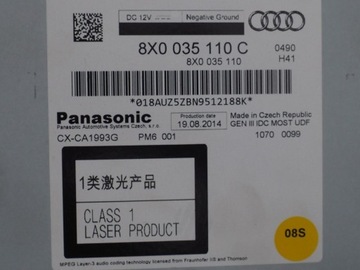 DC 12V Negative Ground
8X0 035 110 C 0490
8X0 035 110 H41
*018AUZ5ZBN9512188K*
Panasonic
Panasonic Automotive Systems Czech, s.r.o.
Production date
19.08.2014
Made in Czech Republic
GEN III IDC MOST UDF
CX-CA1993G PM6 001 1070 0099
1类激光产品
CLASS 1
LASER PRODUCT
08S
MPEG Layer-3 audio coding technology licensed from Fraunhofer IIS and Thomson